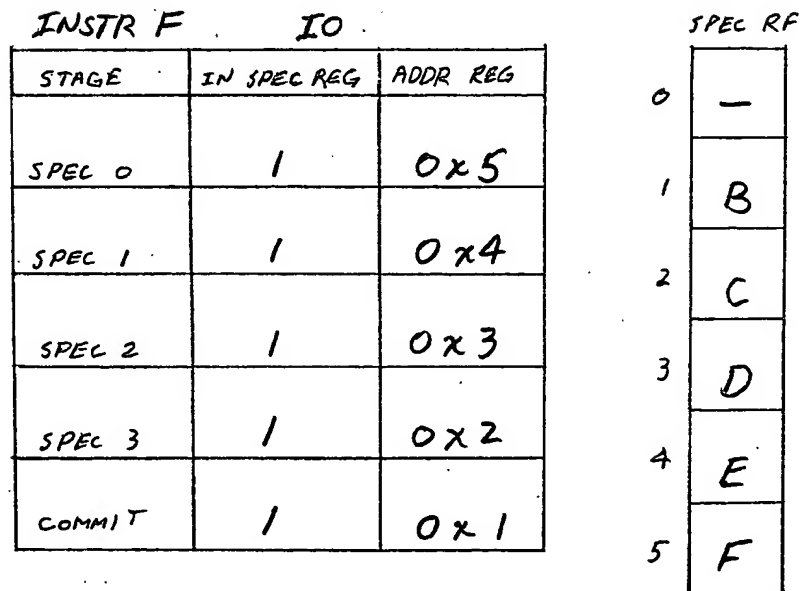 INSTR F IO
STAGE IN SPEC REG ADDR REG
SPEC 0 1 0x5
SPEC 1 1 0x4
SPEC 2 1 0x3
SPEC 3 1 0x2
COMMIT 1 0x1
SPEC RF
0 —
1 B
2 C
3 D
4 E
5 F